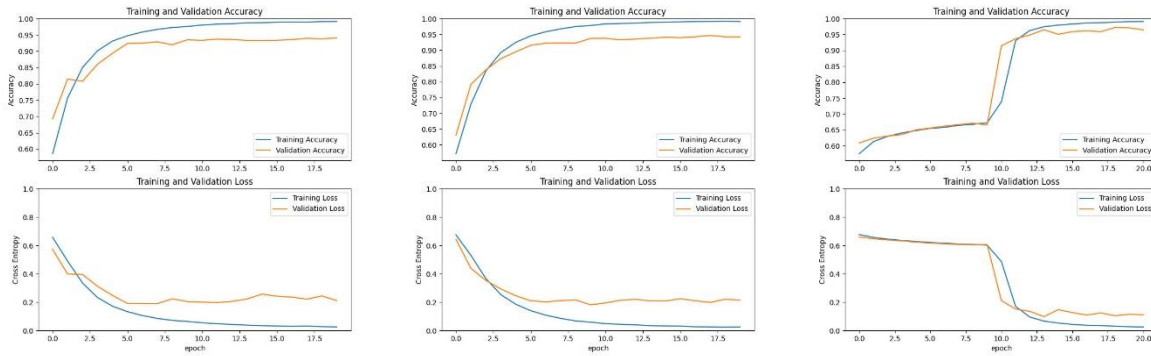 Training and Validation Accuracy
1.00
0.95
0.90
0.85
0.80
0.75
0.70
0.65
0.60
Accuracy
Training Accuracy
Validation Accuracy
0.0 2.5 5.0 7.5 10.0 12.5 15.0 17.5
Training and Validation Loss
1.0
0.8
0.6
0.4
0.2
0.0
Cross Entropy
Training Loss
Validation Loss
0.0 2.5 5.0 7.5 10.0 12.5 15.0 17.5
epoch
Training and Validation Accuracy
1.00
0.95
0.90
0.85
0.80
0.75
0.70
0.65
0.60
Accuracy
Training Accuracy
Validation Accuracy
0.0 2.5 5.0 7.5 10.0 12.5 15.0 17.5
Training and Validation Loss
1.0
0.8
0.6
0.4
0.2
0.0
Cross Entropy
Training Loss
Validation Loss
0.0 2.5 5.0 7.5 10.0 12.5 15.0 17.5
epoch
Training and Validation Accuracy
1.00
0.95
0.90
0.85
0.80
0.75
0.70
0.65
0.60
Accuracy
Training Accuracy
Validation Accuracy
0.0 2.5 5.0 7.5 10.0 12.5 15.0 17.5 20.0
Training and Validation Loss
1.0
0.8
0.6
0.4
0.2
0.0
Cross Entropy
Training Loss
Validation Loss
0.0 2.5 5.0 7.5 10.0 12.5 15.0 17.5 20.0
epoch